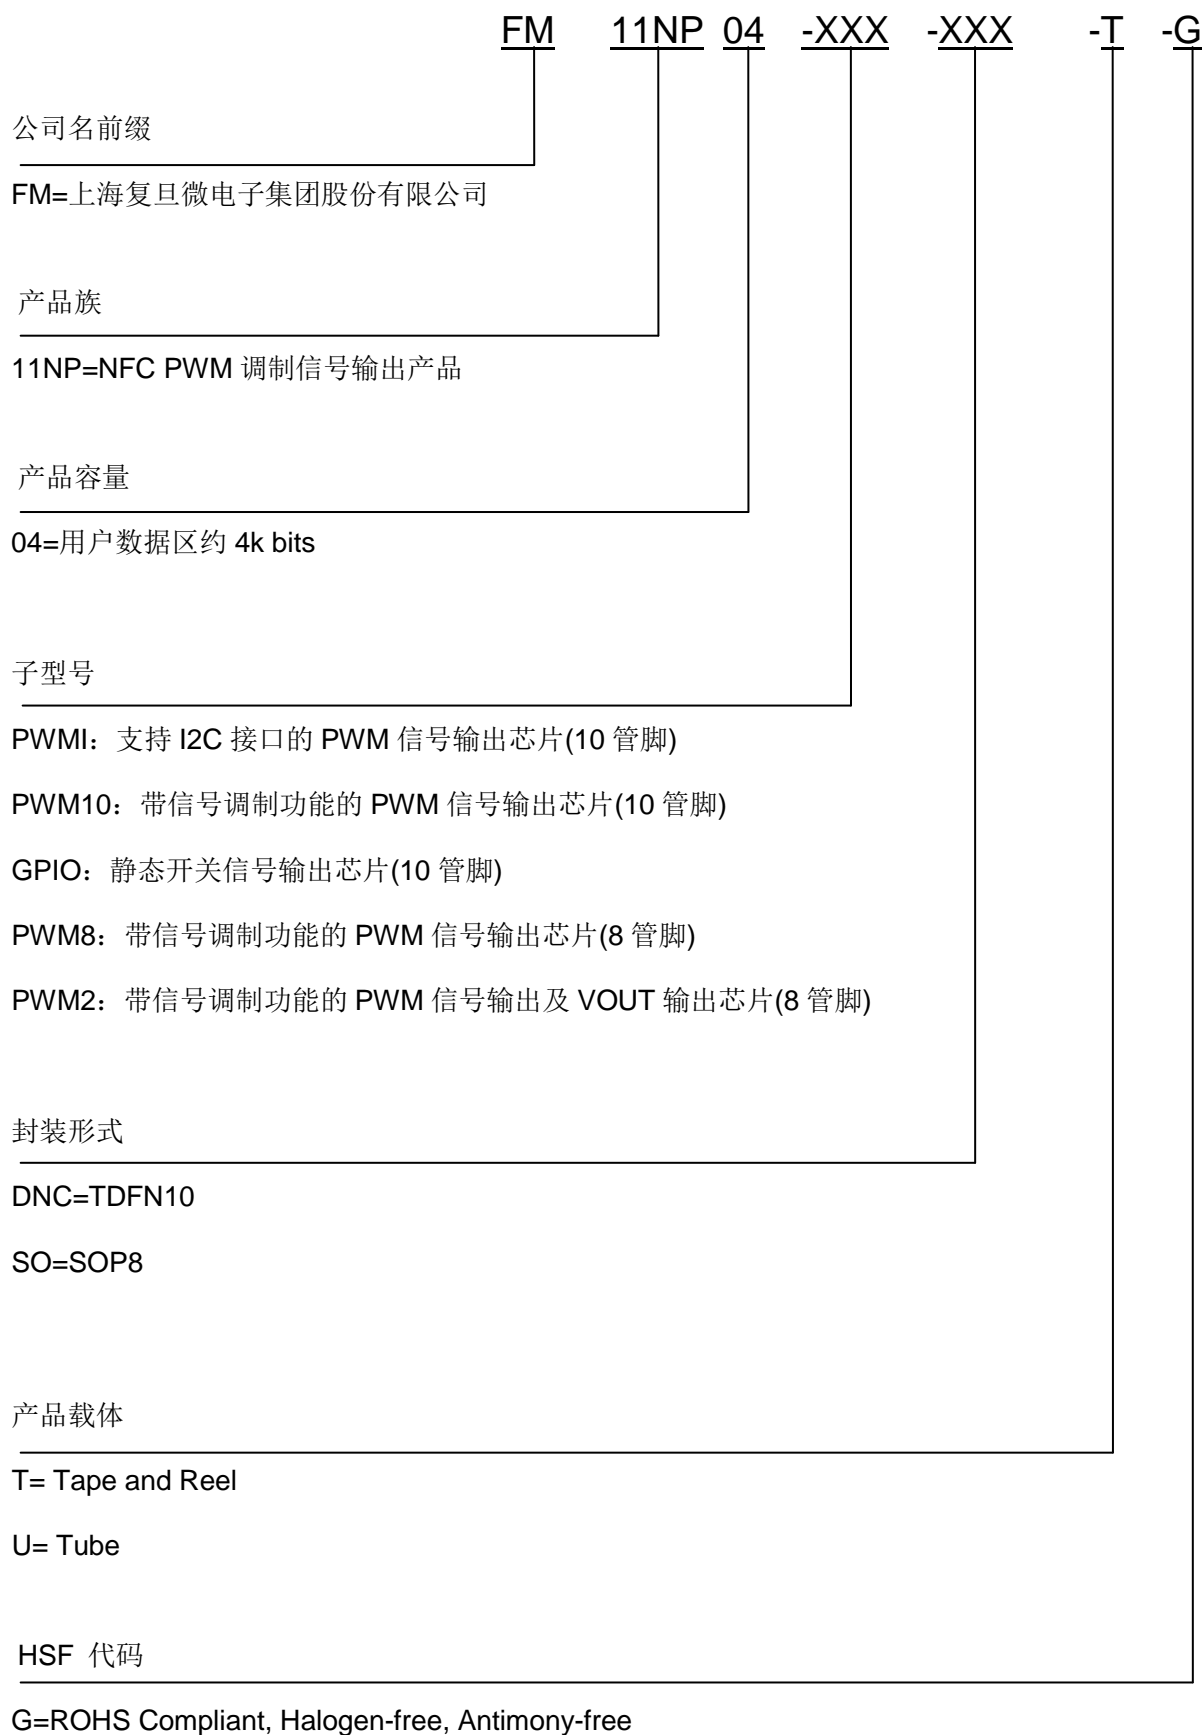 FM 11NP 04 -XXX -XXX -T -G
公司名前缀
FM=上海复旦微电子集团股份有限公司
产品族
11NP=NFC PWM 调制信号输出产品
产品容量
04=用户数据区约 4k bits
子型号
PWMI：支持 I2C 接口的 PWM 信号输出芯片(10 管脚)
PWM10：带信号调制功能的 PWM 信号输出芯片(10 管脚)
GPIO：静态开关信号输出芯片(10 管脚)
PWM8：带信号调制功能的 PWM 信号输出芯片(8 管脚)
PWM2：带信号调制功能的 PWM 信号输出及 VOUT 输出芯片(8 管脚)
封装形式
DNC=TDFN10
SO=SOP8
产品载体
T= Tape and Reel
U= Tube
HSF 代码
G=ROHS Compliant, Halogen-free, Antimony-free